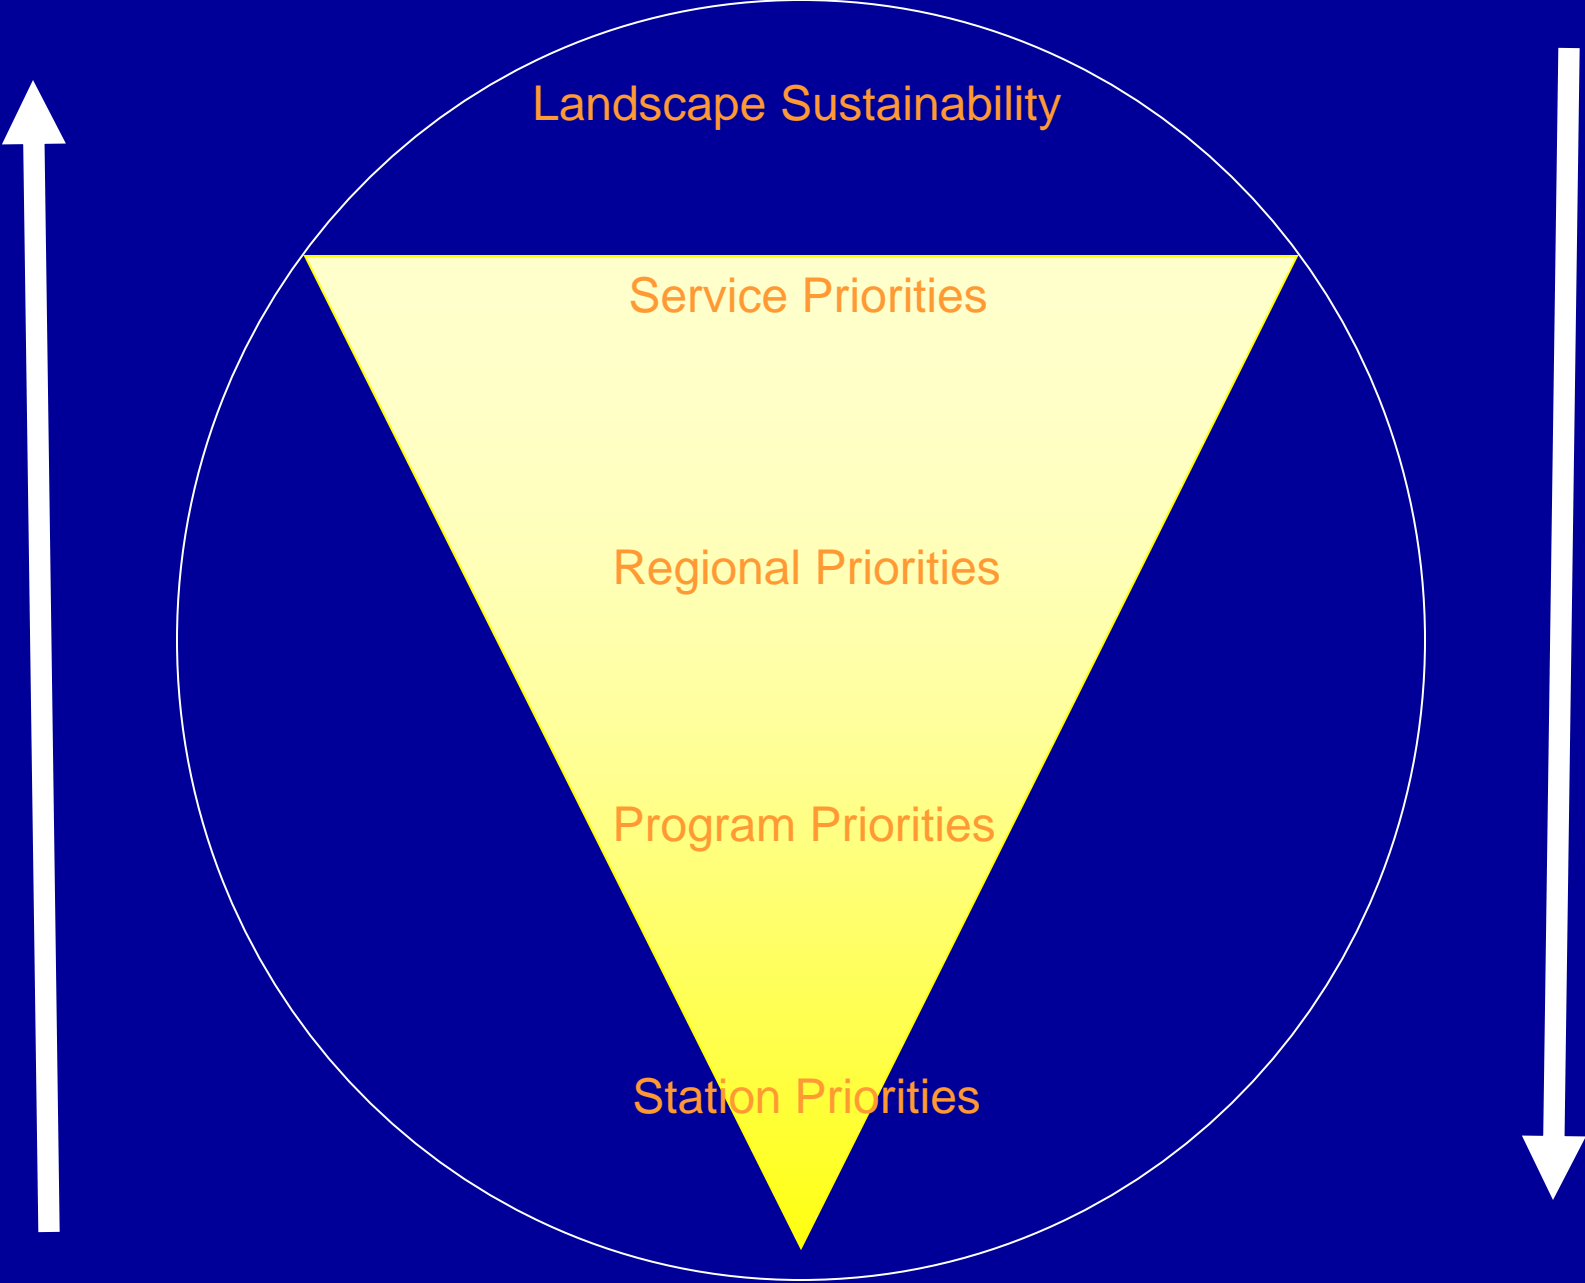 Landscape Sustainability
Service Priorities
Regional Priorities
Program Priorities
Station Priorities